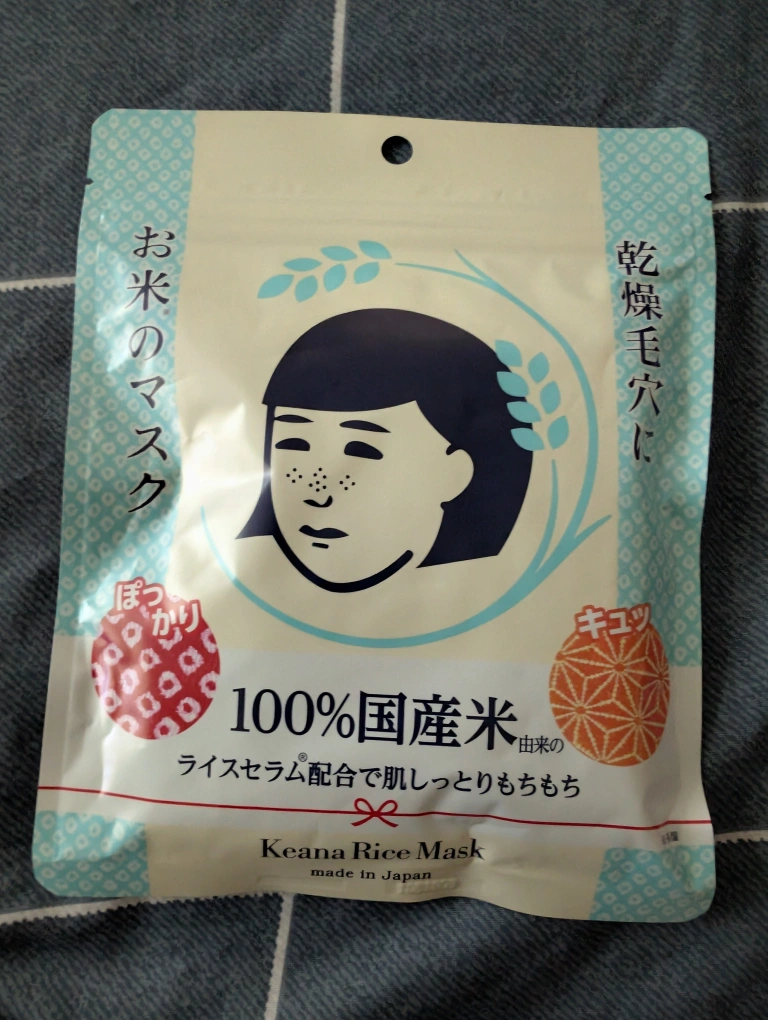 乾燥毛穴に
お米のマスク
ぽっ
かり
キュッ
100%国産米由来の
ライスセラム®配合で肌しっとりもちもち
Keana Rice Mask
made in Japan